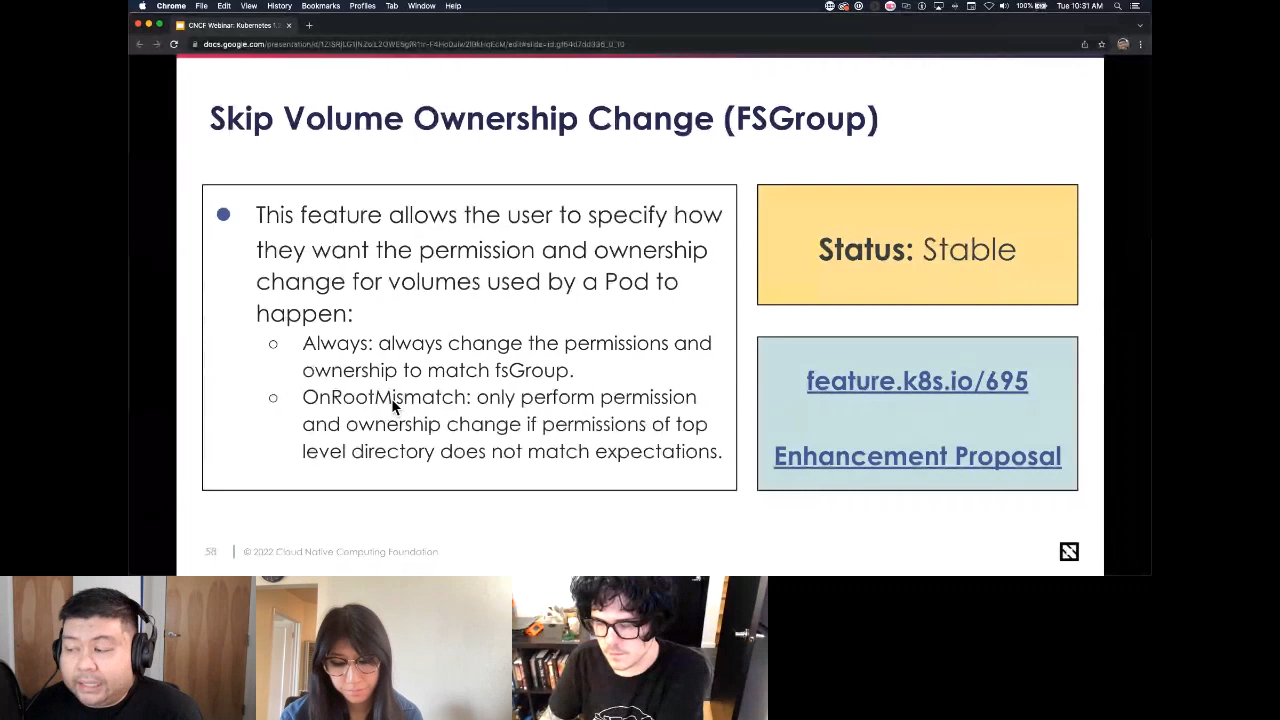 Chrome File Edit View History Bookmarks Profiles Tab Window Help 100% Tue 10:31 AM
CNCF Webinar: Kubernetes 1.
Skip Volume Ownership Change (FSGroup)
This feature allows the user to specify how
they want the permission and ownership
change for volumes used by a Pod to
happen:
Always: always change the permissions and
ownership to match fsGroup.
OnRootMismatch: only perform permission
and ownership change if permissions of top
level directory does not match expectations.
Status: Stable
feature.k8s.io/695
Enhancement Proposal
58 © 2022 Cloud Native Computing Foundation